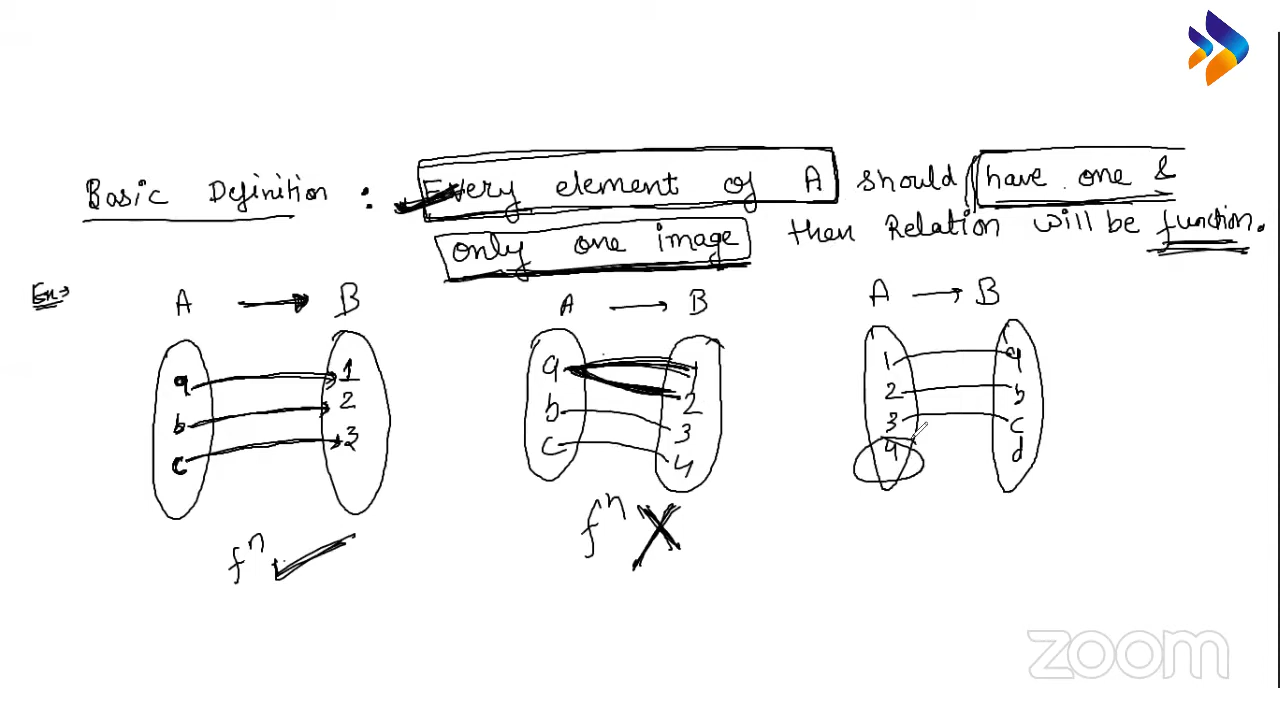 Basic Definition : Every element of A should have one &
only one image then Relation will be function.
Ex→
A → B
a 1
b 2
c 3
fⁿ ✓
A → B
a 1
b 2
c 3
4
fⁿ X
A → B
1 a
2 b
3 c
4 d
zoom